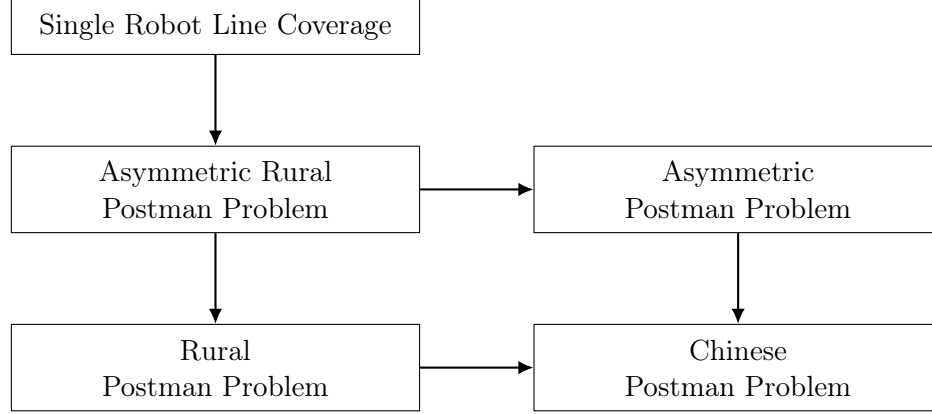 Single Robot Line Coverage
Asymmetric Rural
Postman Problem
Asymmetric
Postman Problem
Rural
Postman Problem
Chinese
Postman Problem